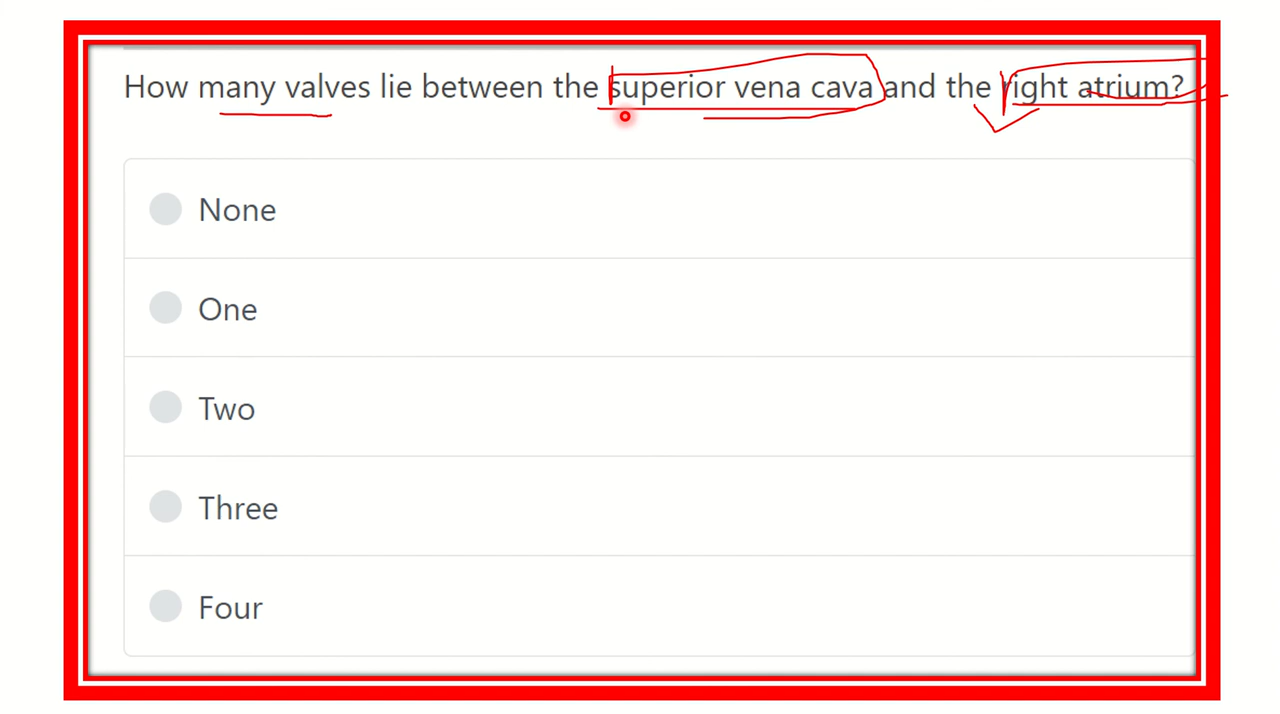 How many valves lie between the superior vena cava and the right atrium?
None
One
Two
Three
Four